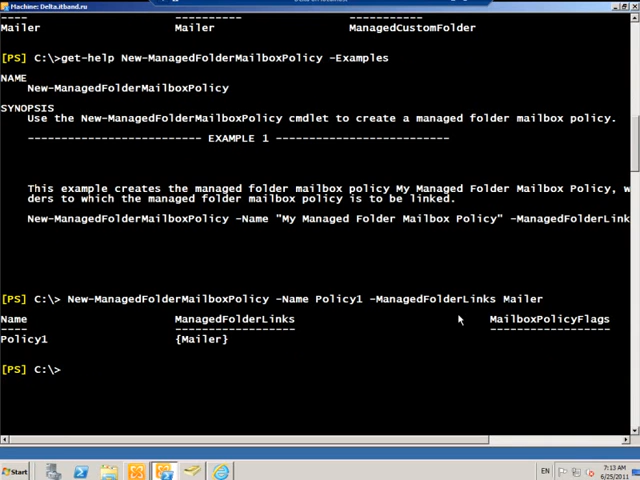 Machine: Delta.itband.ru
---- ---------- -----------
Mailer Mailer ManagedCustomFolder
[PS] C:\>get-help New-ManagedFolderMailboxPolicy -Examples
NAME
New-ManagedFolderMailboxPolicy
SYNOPSIS
Use the New-ManagedFolderMailboxPolicy cmdlet to create a managed folder mailbox policy.
-------------------------- EXAMPLE 1 --------------------------
This example creates the managed folder mailbox policy My Managed Folder Mailbox Policy, w
ders to which the managed folder mailbox policy is to be linked.
New-ManagedFolderMailboxPolicy -Name "My Managed Folder Mailbox Policy" -ManagedFolderLink
[PS] C:\> New-ManagedFolderMailboxPolicy -Name Policy1 -ManagedFolderLinks Mailer
Name ManagedFolderLinks MailboxPolicyFlags
---- ------------------ ------------------
Policy1 {Mailer}
[PS] C:\>
Start EN 7:13 AM
6/25/2011